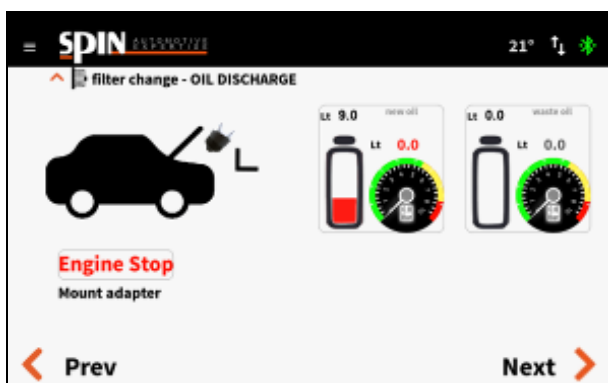 SPIN AUTOMOTIVE
EXPERTISE
21°
filter change - OIL DISCHARGE
Lt 9.0 new oil
Lt 0.0
Lt 0.0 waste oil
Lt 0.0
Engine Stop
Mount adapter
Prev
Next